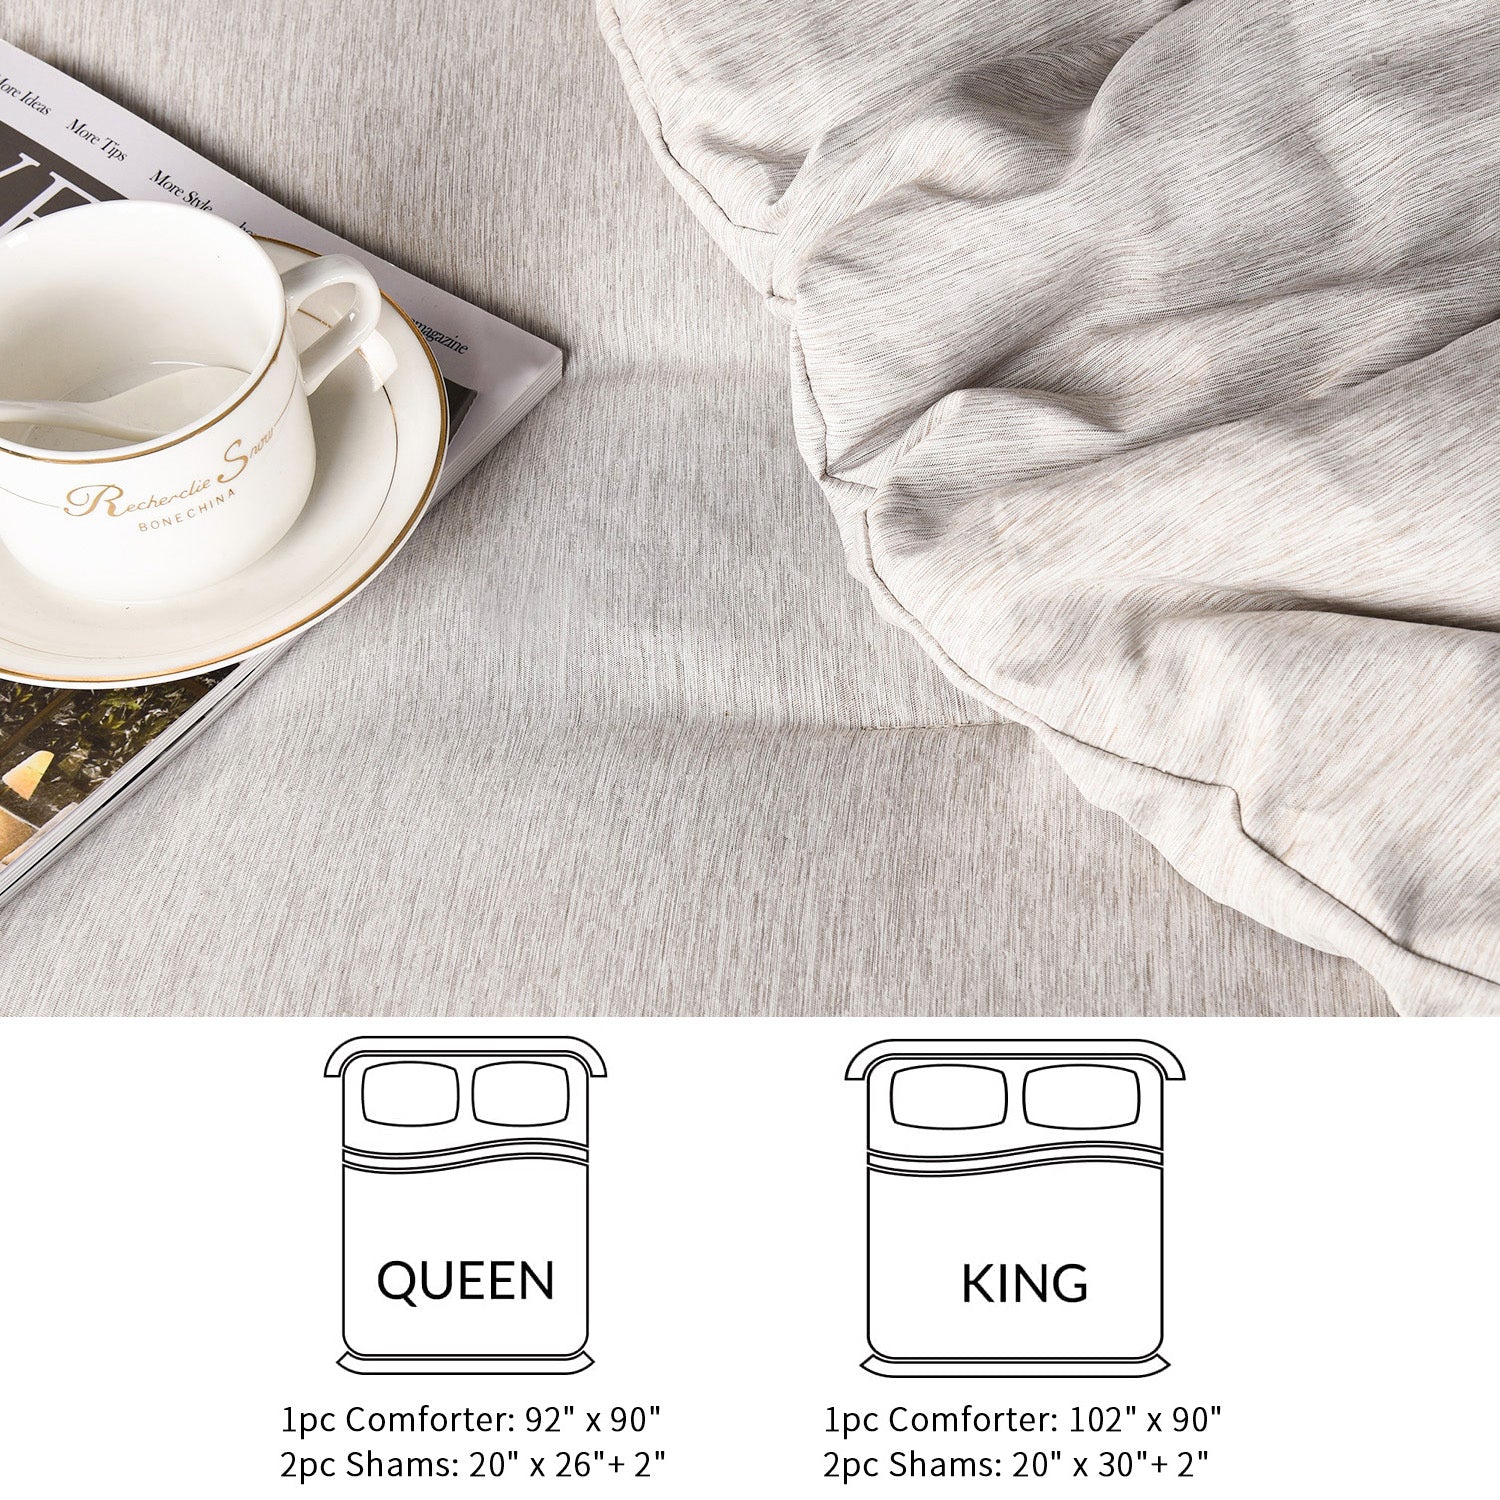 More Ideas
More Tips
More Style
magazine
Recherclie Snow
BONECHINA
QUEEN
KING
1pc Comforter: 92" x 90"
2pc Shams: 20" x 26"+ 2"
1pc Comforter: 102" x 90"
2pc Shams: 20" x 30"+ 2"